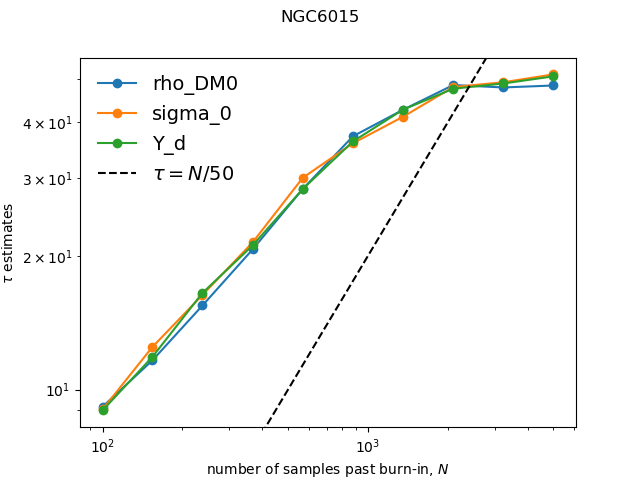 NGC6015
rho_DM0
sigma_0
Y_d
τ = N/50
4 × 10¹
3 × 10¹
2 × 10¹
10¹
τ estimates
10² 10³
number of samples past burn-in, N